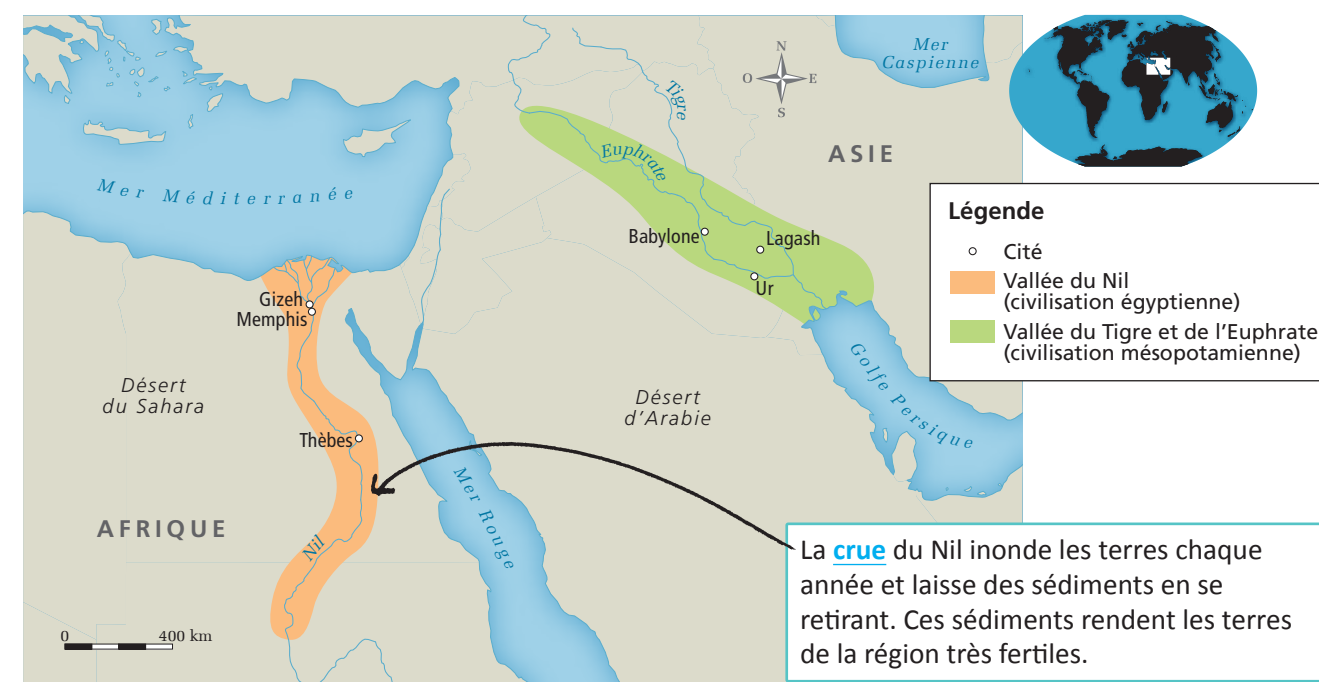 Mer
Caspienne
N
O
E
S
Tigre
Euphrate
ASIE
Mer Méditerranée
Babylone
Lagash
Ur
Gizeh
Memphis
Golfe Persique
Désert
du Sahara
Désert
d'Arabie
Thèbes
Mer Rouge
AFRIQUE
Nil
0
400 km
Légende
Cité
Vallée du Nil
(civilisation égyptienne)
Vallée du Tigre et de l'Euphrate
(civilisation mésopotamienne)
La crue du Nil inonde les terres chaque
année et laisse des sédiments en se
retirant. Ces sédiments rendent les terres
de la région très fertiles.